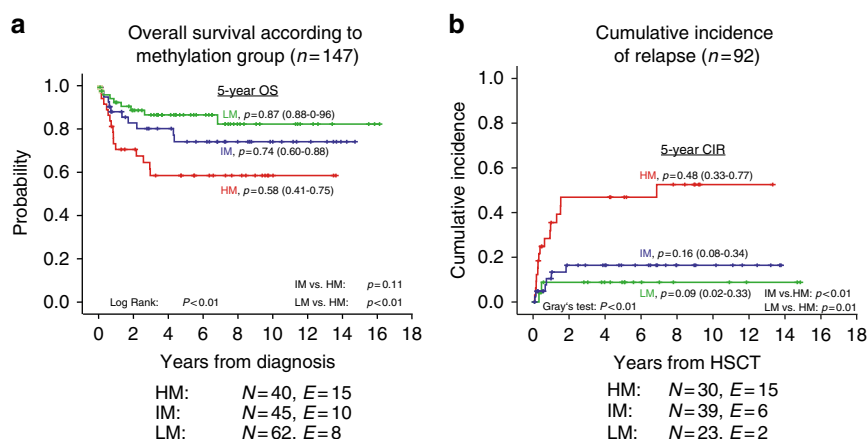 a
Overall survival according to
methylation group (n=147)
Probability
1.0
0.8
0.6
0.4
0.2
0.0
5-year OS
LM, p=0.87 (0.88-0-96)
IM, p=0.74 (0.60-0-88)
HM, p=0.58 (0.41-0-75)
IM vs. HM: p=0.11
Log Rank: P<0.01
LM vs. HM: p<0.01
0 2 4 6 8 10 12 14 16 18
Years from diagnosis
HM: N=40, E=15
IM: N=45, E=10
LM: N=62, E=8
b
Cumulative incidence
of relapse (n=92)
Cumulative incidence
1.0
0.8
0.6
0.4
0.2
0.0
5-year CIR
HM, p=0.48 (0.33-0.77)
IM, p=0.16 (0.08-0.34)
LM, p=0.09 (0.02-0.33)
IM vs.HM: p<0.01
Gray's test: P<0.01
LM vs. HM: p=0.01
0 2 4 6 8 10 12 14 16 18
Years from HSCT
HM: N=30, E=15
IM: N=39, E=6
LM: N=23, E=2